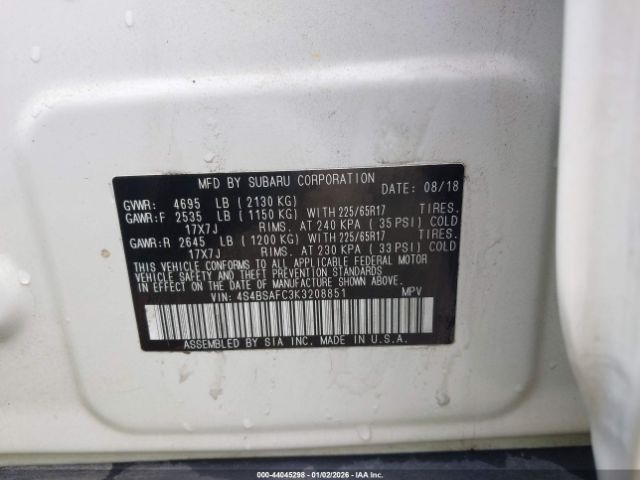 MFD BY SUBARU CORPORATION
DATE: 08/18
GVWR: 4695 LB ( 2130 KG)
GAWR:F 2535 LB ( 1150 KG) WITH 225/65R17 TIRES.
17X7J RIMS. AT 240 KPA ( 35 PSI) COLD
GAWR:R 2645 LB ( 1200 KG) WITH 225/65R17 TIRES.
17X7J RIMS. AT 230 KPA ( 33 PSI) COLD
THIS VEHICLE CONFORMS TO ALL APPLICABLE FEDERAL MOTOR
VEHICLE SAFETY AND THEFT PREVENTION STANDARDS IN
EFFECT ON THE DATE OF MANUFACTURE SHOWN ABOVE.
VIN: 4S4BSAFC3K3208851 MPV
ASSEMBLED BY SIA INC. MADE IN U.S.A.
000-44045298 - 01/02/2026 - IAAI.COM